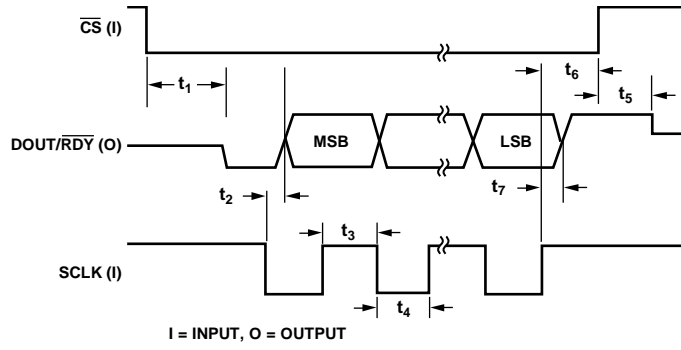 CS (I)
t1
t6
t5
DOUT/RDY (O)
MSB
LSB
t2
t7
t3
SCLK (I)
t4
I = INPUT, O = OUTPUT